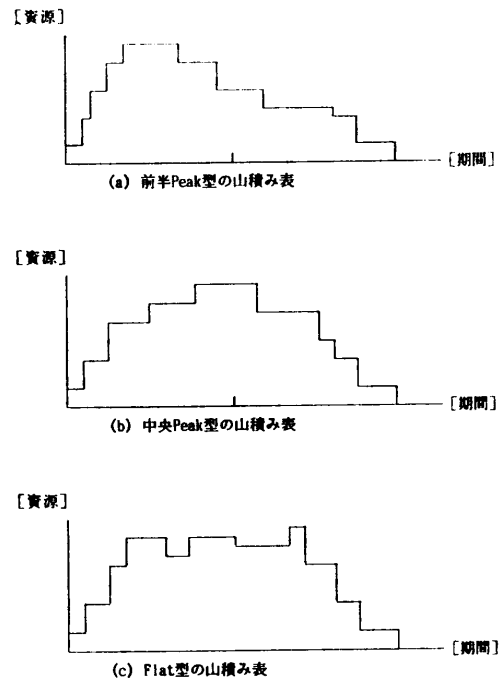 [資源]
[期間]
(a) 前半Peak型の山積み表
[資源]
[期間]
(b) 中央Peak型の山積み表
[資源]
[期間]
(c) Flat型の山積み表